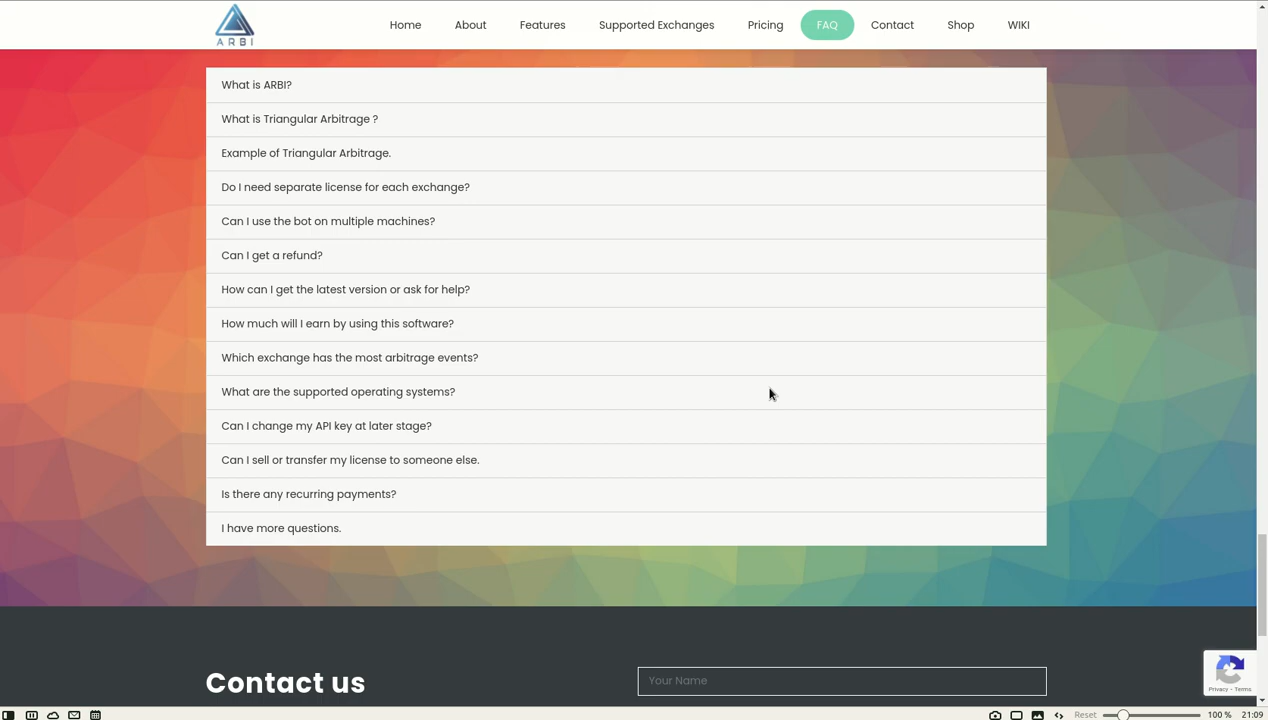 ARBI
Home About Features Supported Exchanges Pricing FAQ Contact Shop WIKI
What is ARBI?
What is Triangular Arbitrage ?
Example of Triangular Arbitrage.
Do I need separate license for each exchange?
Can I use the bot on multiple machines?
Can I get a refund?
How can I get the latest version or ask for help?
How much will I earn by using this software?
Which exchange has the most arbitrage events?
What are the supported operating systems?
Can I change my API key at later stage?
Can I sell or transfer my license to someone else.
Is there any recurring payments?
I have more questions.
Contact us
Your Name
Privacy - Terms
Reset 100 % 21:09